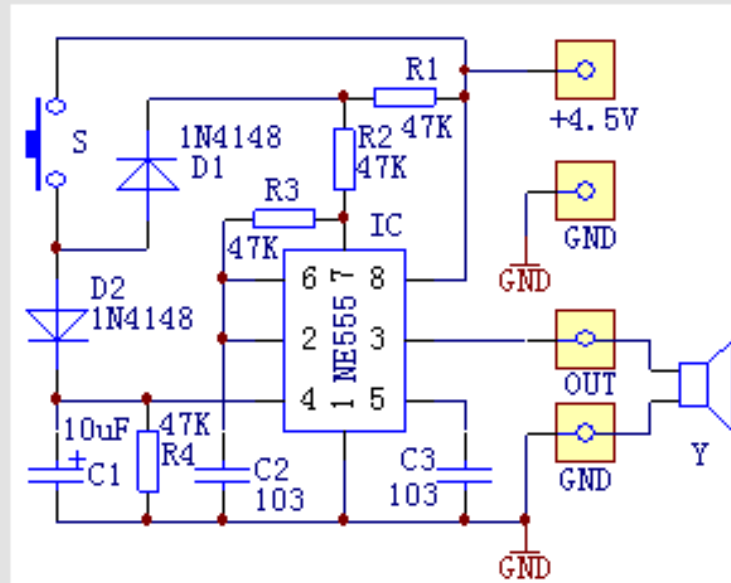 R1
47K
+4.5V
S
1N4148
D1
R2
47K
R3
47K
IC
GND
GND
D2
1N4148
6 7 8
2 NE555 3
4 1 5
OUT
GND
Y
10uF
+
C1
47K
R4
C2
103
C3
103
GND